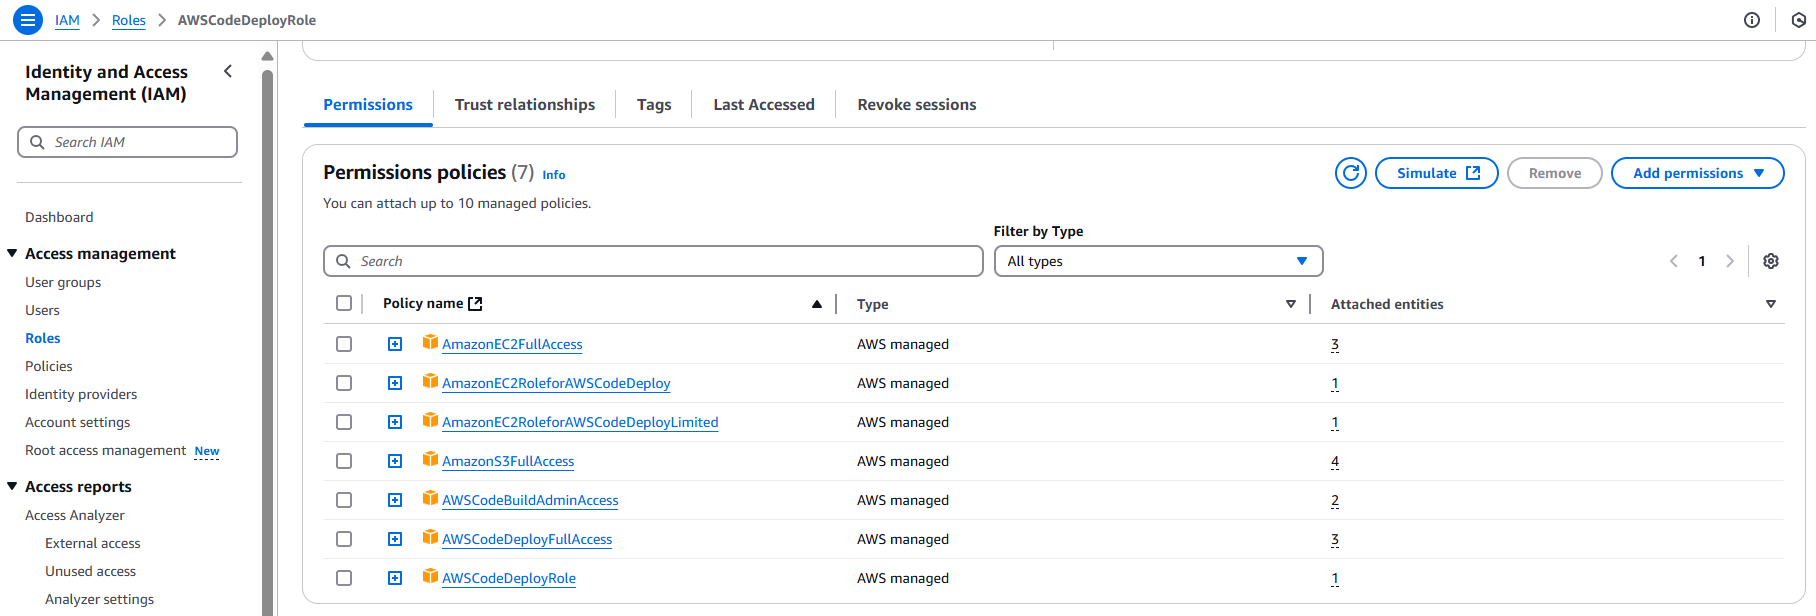 IAM > Roles > AWSCodeDeployRole
Identity and Access
Management (IAM)
Search IAM
Dashboard
Access management
User groups
Users
Roles
Policies
Identity providers
Account settings
Root access management New
Access reports
Access Analyzer
External access
Unused access
Analyzer settings
Permissions Trust relationships Tags Last Accessed Revoke sessions
Permissions policies (7) Info
Simulate Remove Add permissions
You can attach up to 10 managed policies.
Filter by Type
Search All types 1
Policy name Type Attached entities
AmazonEC2FullAccess AWS managed 3
AmazonEC2RoleforAWSCodeDeploy AWS managed 1
AmazonEC2RoleforAWSCodeDeployLimited AWS managed 1
AmazonS3FullAccess AWS managed 4
AWSCodeBuildAdminAccess AWS managed 2
AWSCodeDeployFullAccess AWS managed 3
AWSCodeDeployRole AWS managed 1